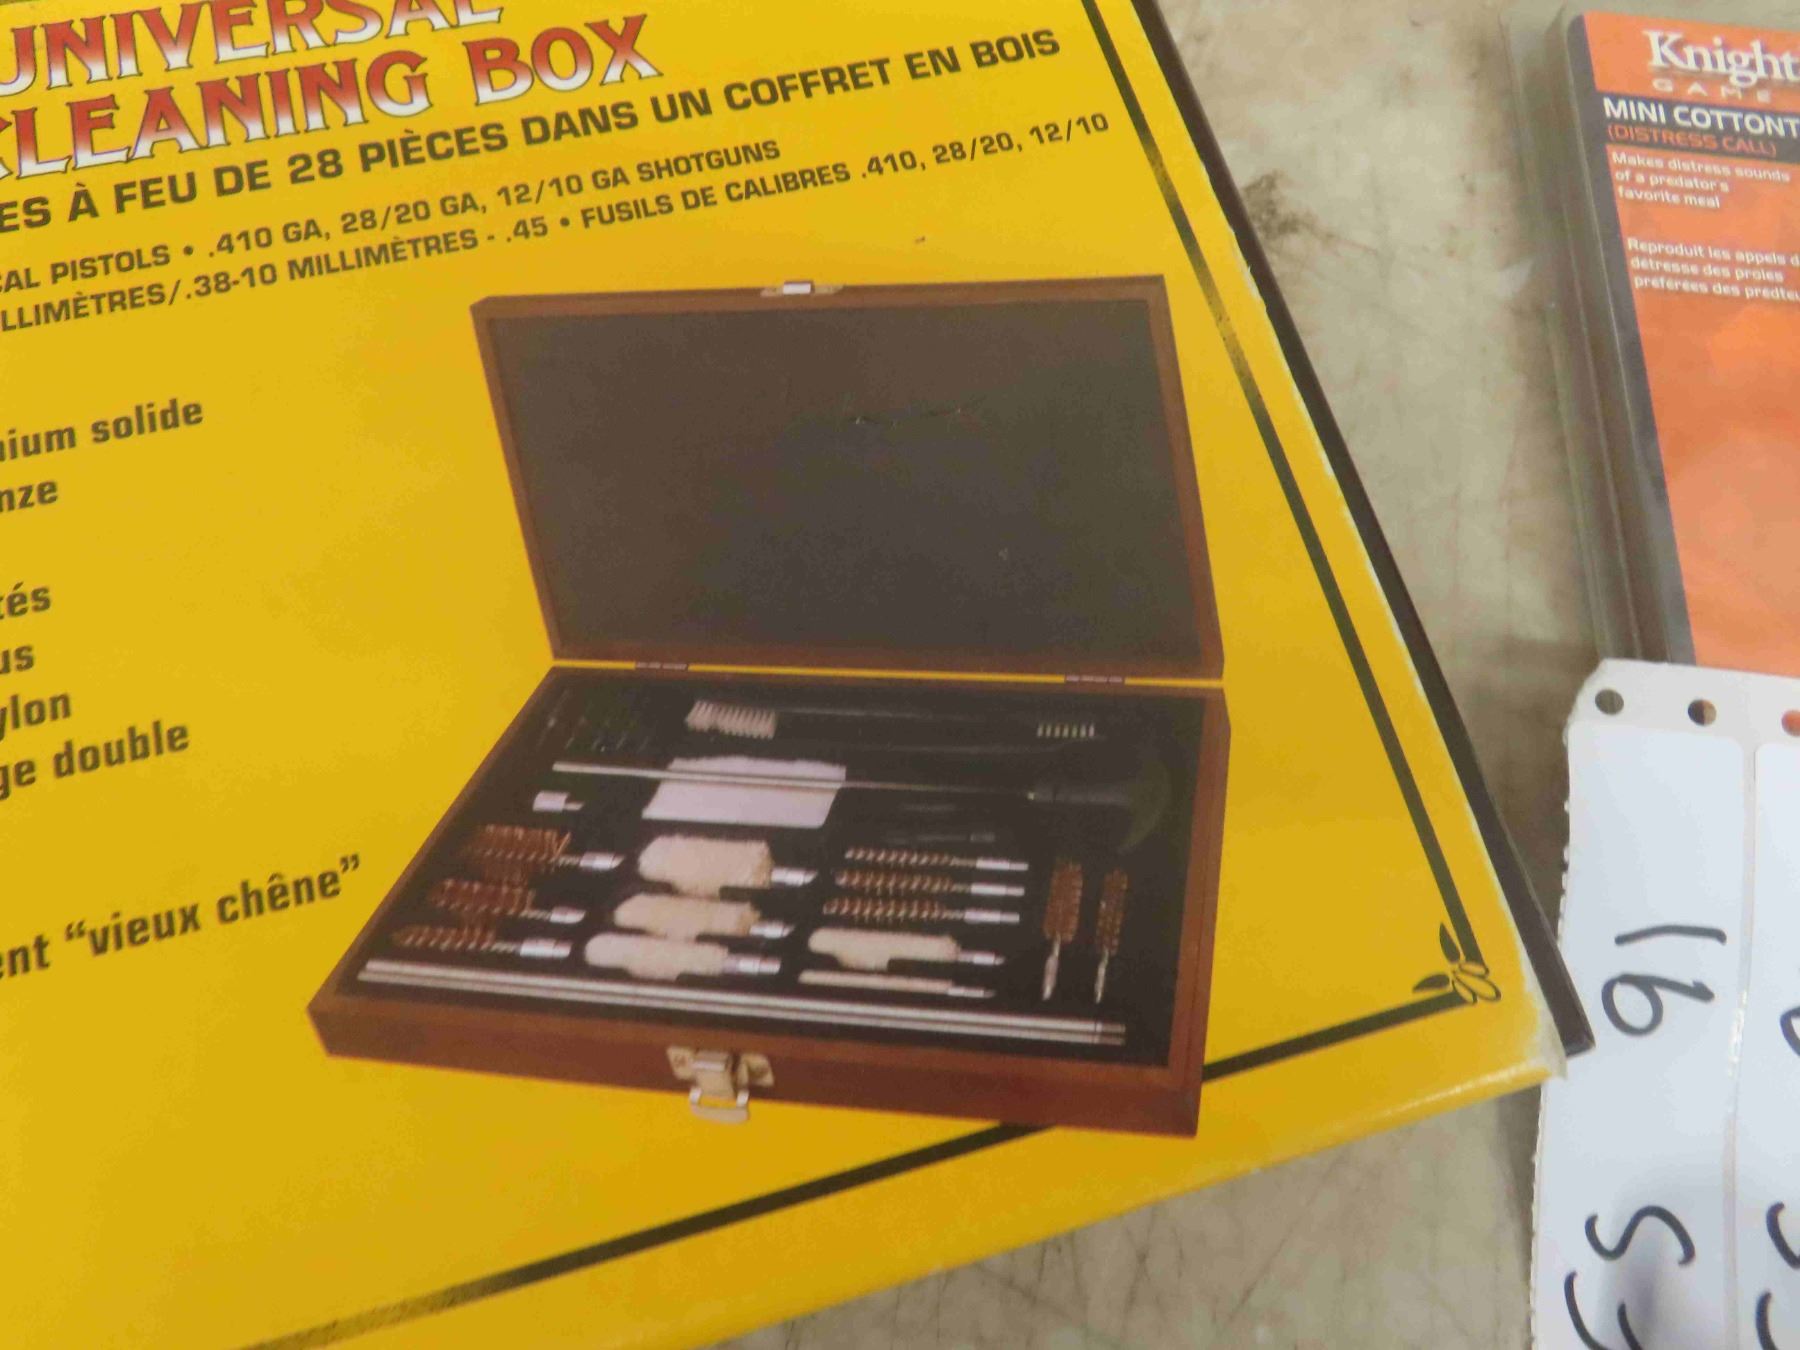 UNIVERSAL
CLEANING BOX
ES À FEU DE 28 PIÈCES DANS UN COFFRET EN BOIS
CAL PISTOLS • .410 GA, 28/20 GA, 12/10 GA SHOTGUNS
LLIMÈTRES/.38-10 MILLIMÈTRES - .45 • FUSILS DE CALIBRES .410, 28/20, 12/10
nium solide
nze
tés
us
ylon
ge double
ent “vieux chêne”
Knight
GAME
MINI COTTONT
(DISTRESS CALL)
Makes distress sounds
of a predator's
favorite meal
Reproduit les appels d
détresse des proies
préférées des prédteu
16